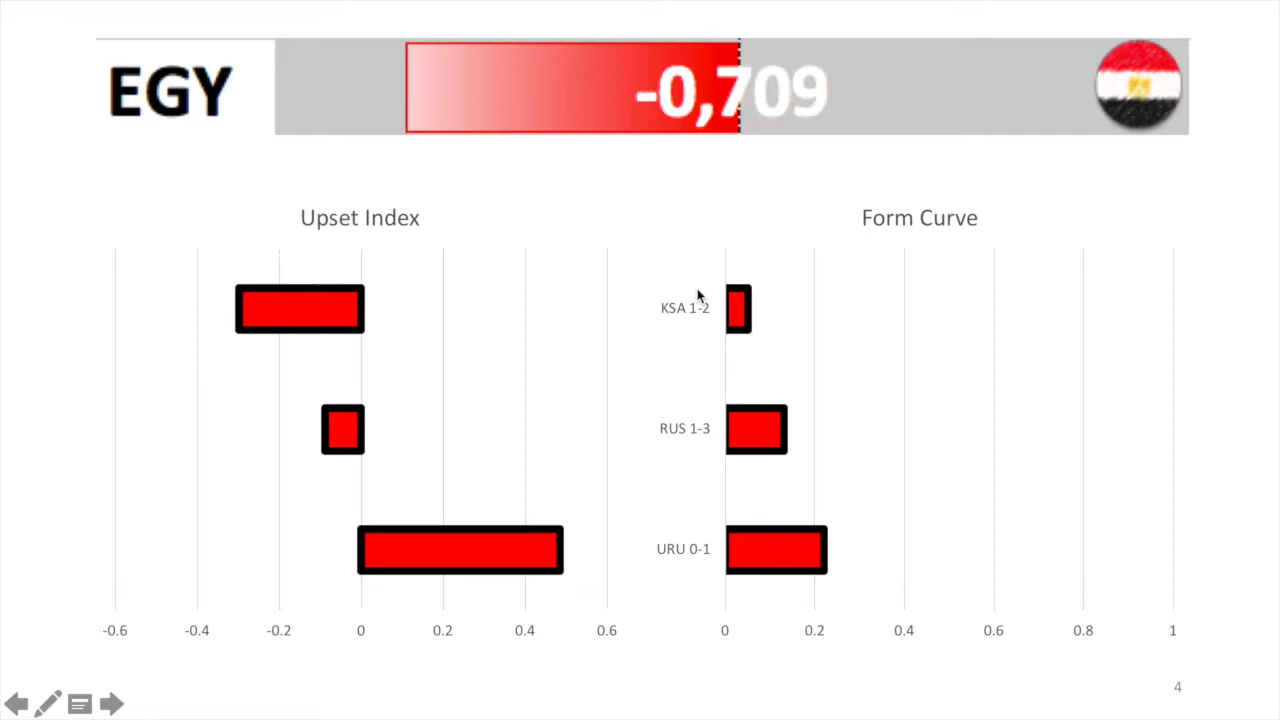 EGY
-0,709
Upset Index
Form Curve
KSA 1-2
RUS 1-3
URU 0-1
-0.6 -0.4 -0.2 0 0.2 0.4 0.6
0 0.2 0.4 0.6 0.8 1
4